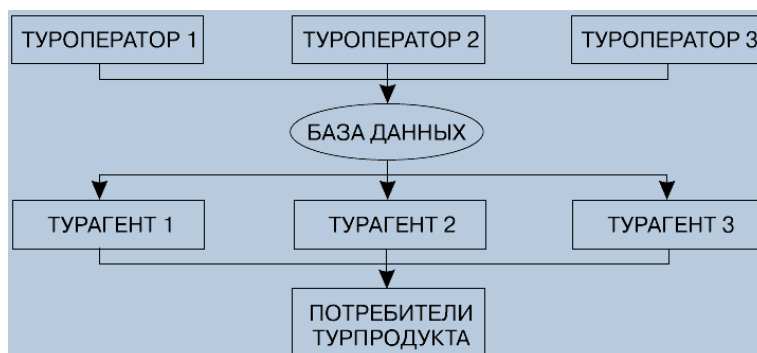 ТУРОПЕРАТОР 1
ТУРОПЕРАТОР 2
ТУРОПЕРАТОР 3
БАЗА ДАННЫХ
ТУРАГЕНТ 1
ТУРАГЕНТ 2
ТУРАГЕНТ 3
ПОТРЕБИТЕЛИ
ТУРПРОДУКТА